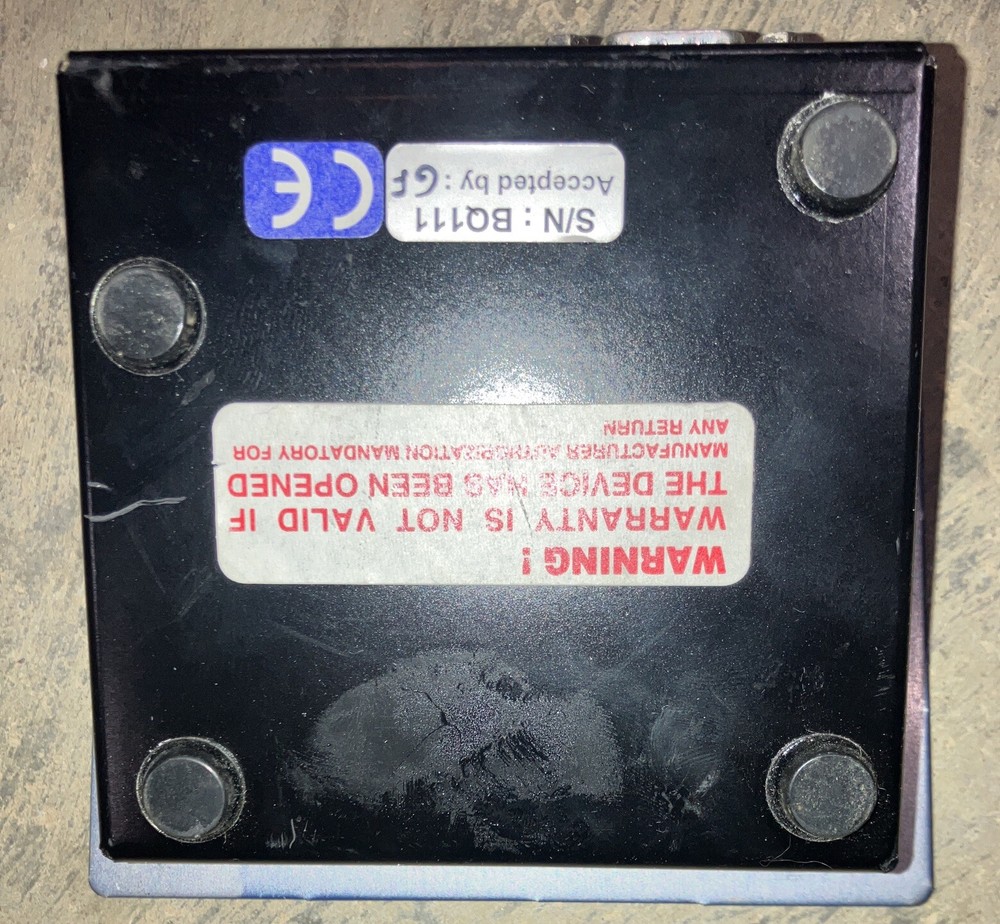 WARNING !
WARRANTY IS NOT VALID IF
THE DEVICE HAS BEEN OPENED
MANUFACTURER AUTHORIZATION MANDATORY FOR
ANY RETURN
S/N : BQ111
Accepted by : GF
CE